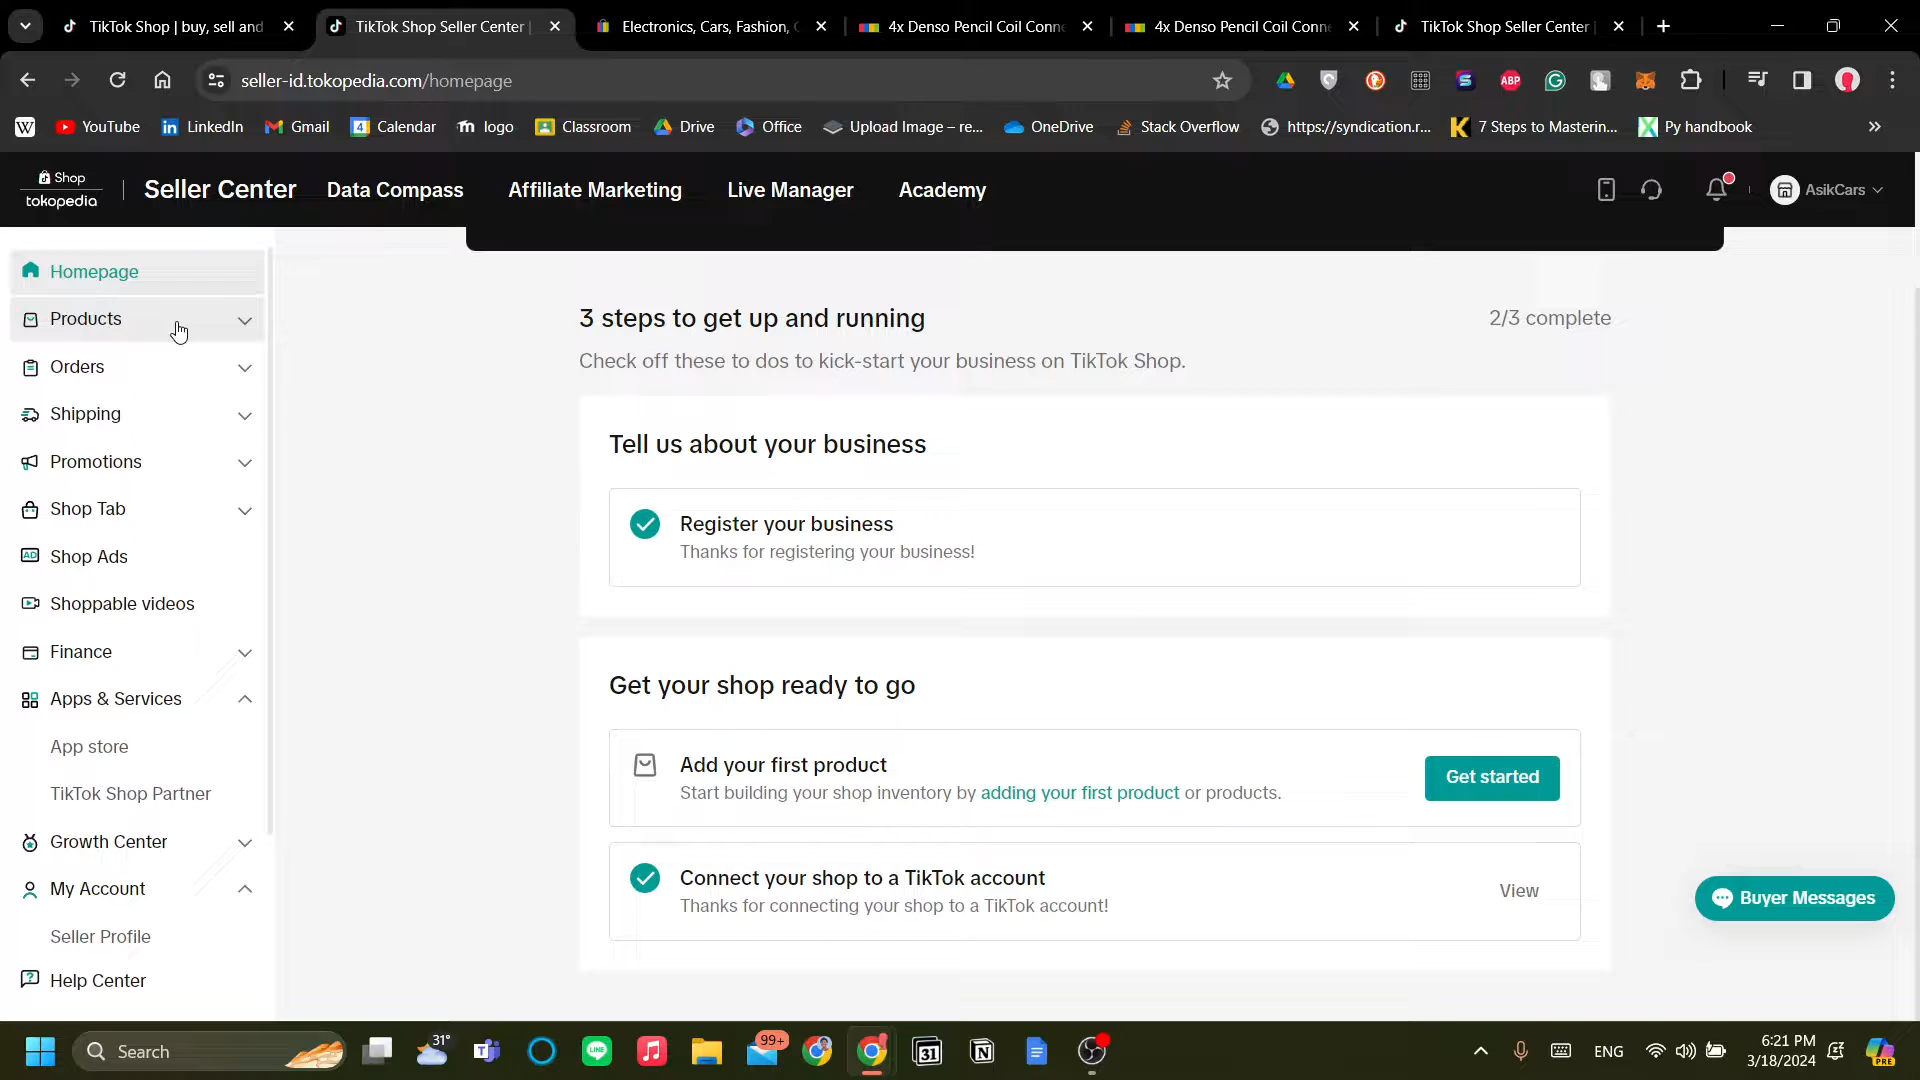 TikTok Shop | buy, sell and
TikTok Shop Seller Center |
Electronics, Cars, Fashion, C
4x Denso Pencil Coil Conne
4x Denso Pencil Coil Conne
TikTok Shop Seller Center |
seller-id.tokopedia.com/homepage
ABP
W
YouTube
in
LinkedIn
Gmail
4
Calendar
m
logo
Classroom
Drive
Office
Upload Image – re...
OneDrive
Stack Overflow
https://syndication.r...
K
7 Steps to Masterin...
X
Py handbook
Shop
tokopedia
Seller Center
Data Compass
Affiliate Marketing
Live Manager
Academy
AsikCars
Homepage
Products
Orders
Shipping
Promotions
Shop Tab
AD
Shop Ads
Shoppable videos
Finance
Apps & Services
App store
TikTok Shop Partner
Growth Center
My Account
Seller Profile
Help Center
3 steps to get up and running
2/3 complete
Check off these to dos to kick-start your business on TikTok Shop.
Tell us about your business
Register your business
Thanks for registering your business!
Get your shop ready to go
Add your first product
Start building your shop inventory by adding your first product or products.
Get started
Connect your shop to a TikTok account
Thanks for connecting your shop to a TikTok account!
View
Buyer Messages
Search
31°
T
LINE
99+
31
N
ENG
6:21 PM
3/18/2024
PRE